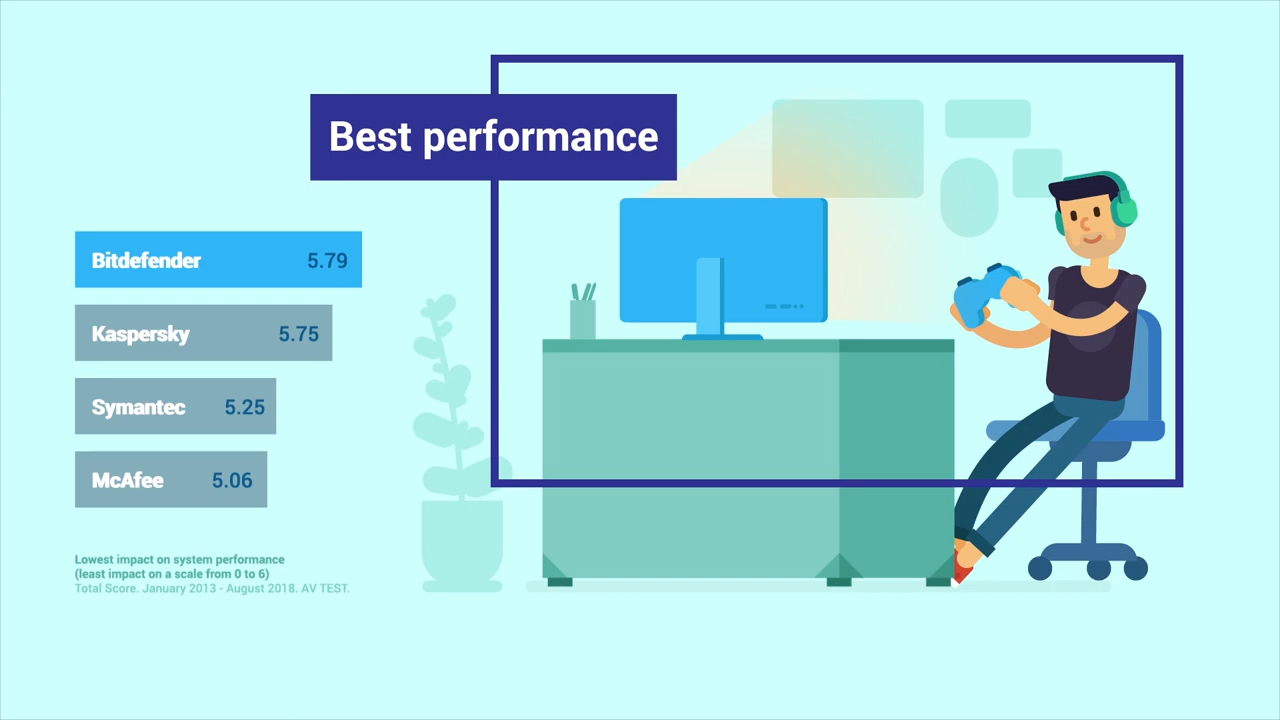 Best performance
Bitdefender 5.79
Kaspersky 5.75
Symantec 5.25
McAfee 5.06
Lowest impact on system performance
(least impact on a scale from 0 to 6)
Total Score. January 2013 - August 2018. AV TEST.